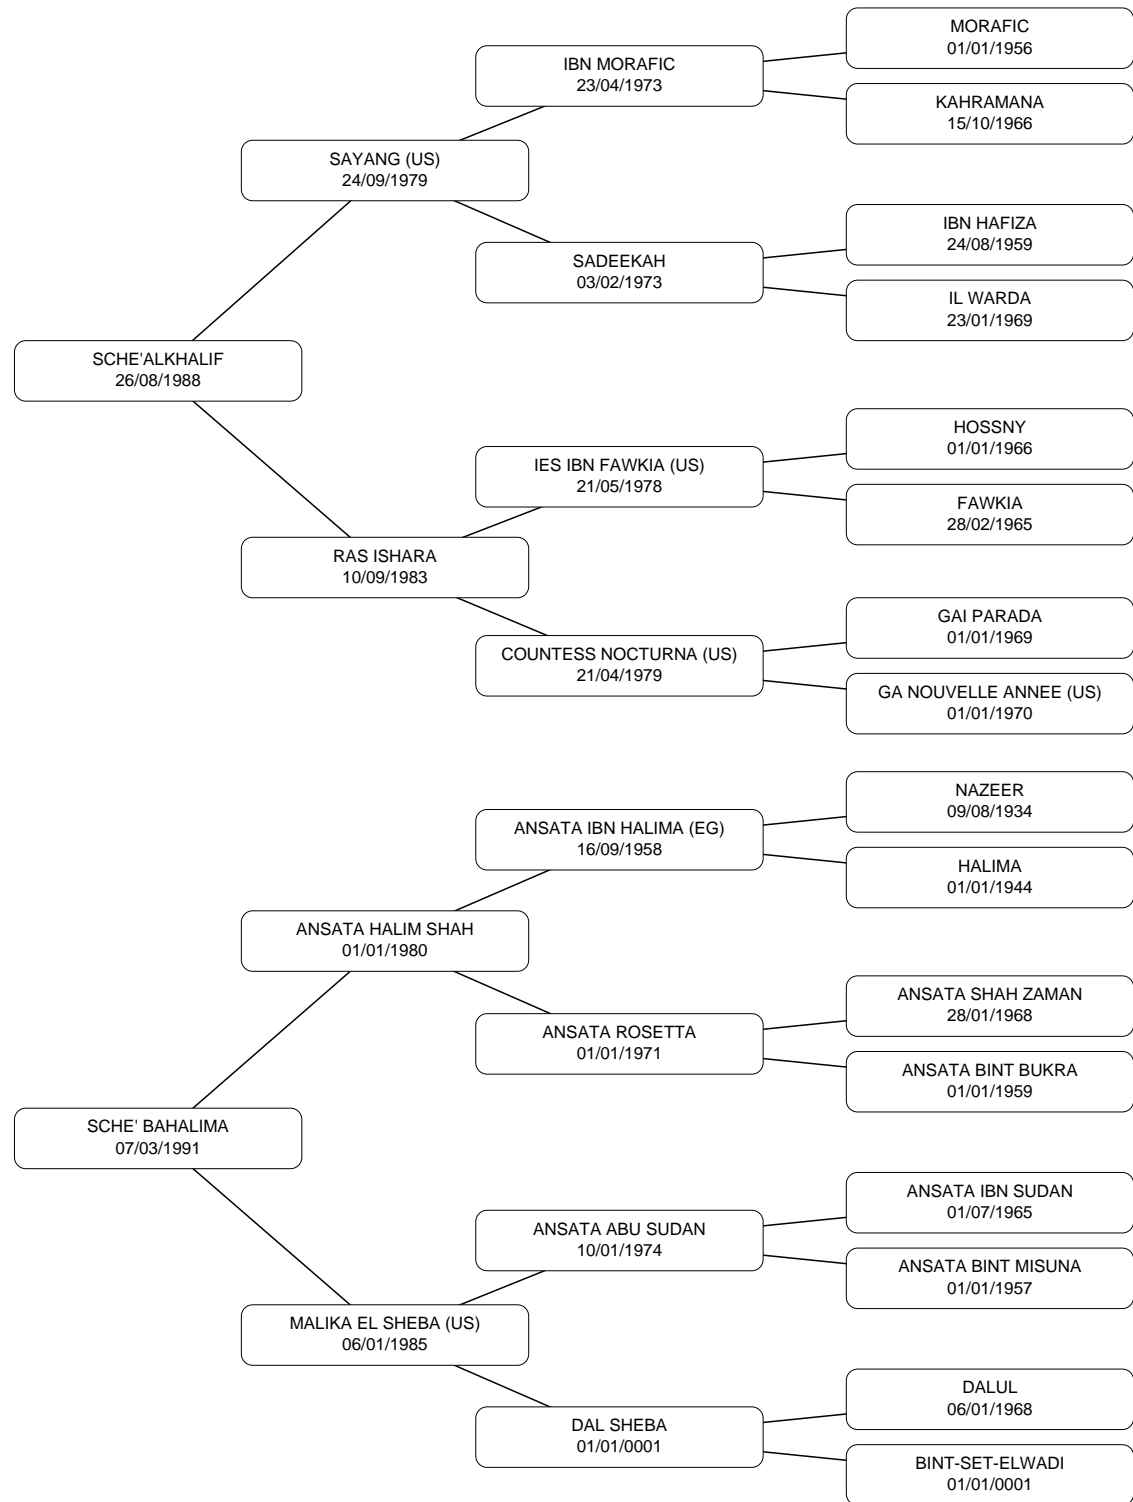 MORAFIC
01/01/1956
IBN MORAFIC
23/04/1973
KAHRAMANA
15/10/1966
SAYANG (US)
24/09/1979
IBN HAFIZA
24/08/1959
SADEEKAH
03/02/1973
IL WARDA
23/01/1969
SCHE'ALKHALIF
26/08/1988
HOSSNY
01/01/1966
IES IBN FAWKIA (US)
21/05/1978
FAWKIA
28/02/1965
RAS ISHARA
10/09/1983
GAI PARADA
01/01/1969
COUNTESS NOCTURNA (US)
21/04/1979
GA NOUVELLE ANNEE (US)
01/01/1970
NAZEER
09/08/1934
ANSATA IBN HALIMA (EG)
16/09/1958
HALIMA
01/01/1944
ANSATA HALIM SHAH
01/01/1980
ANSATA SHAH ZAMAN
28/01/1968
ANSATA ROSETTA
01/01/1971
ANSATA BINT BUKRA
01/01/1959
SCHE' BAHALIMA
07/03/1991
ANSATA IBN SUDAN
01/07/1965
ANSATA ABU SUDAN
10/01/1974
ANSATA BINT MISUNA
01/01/1957
MALIKA EL SHEBA (US)
06/01/1985
DALUL
06/01/1968
DAL SHEBA
01/01/0001
BINT-SET-ELWADI
01/01/0001